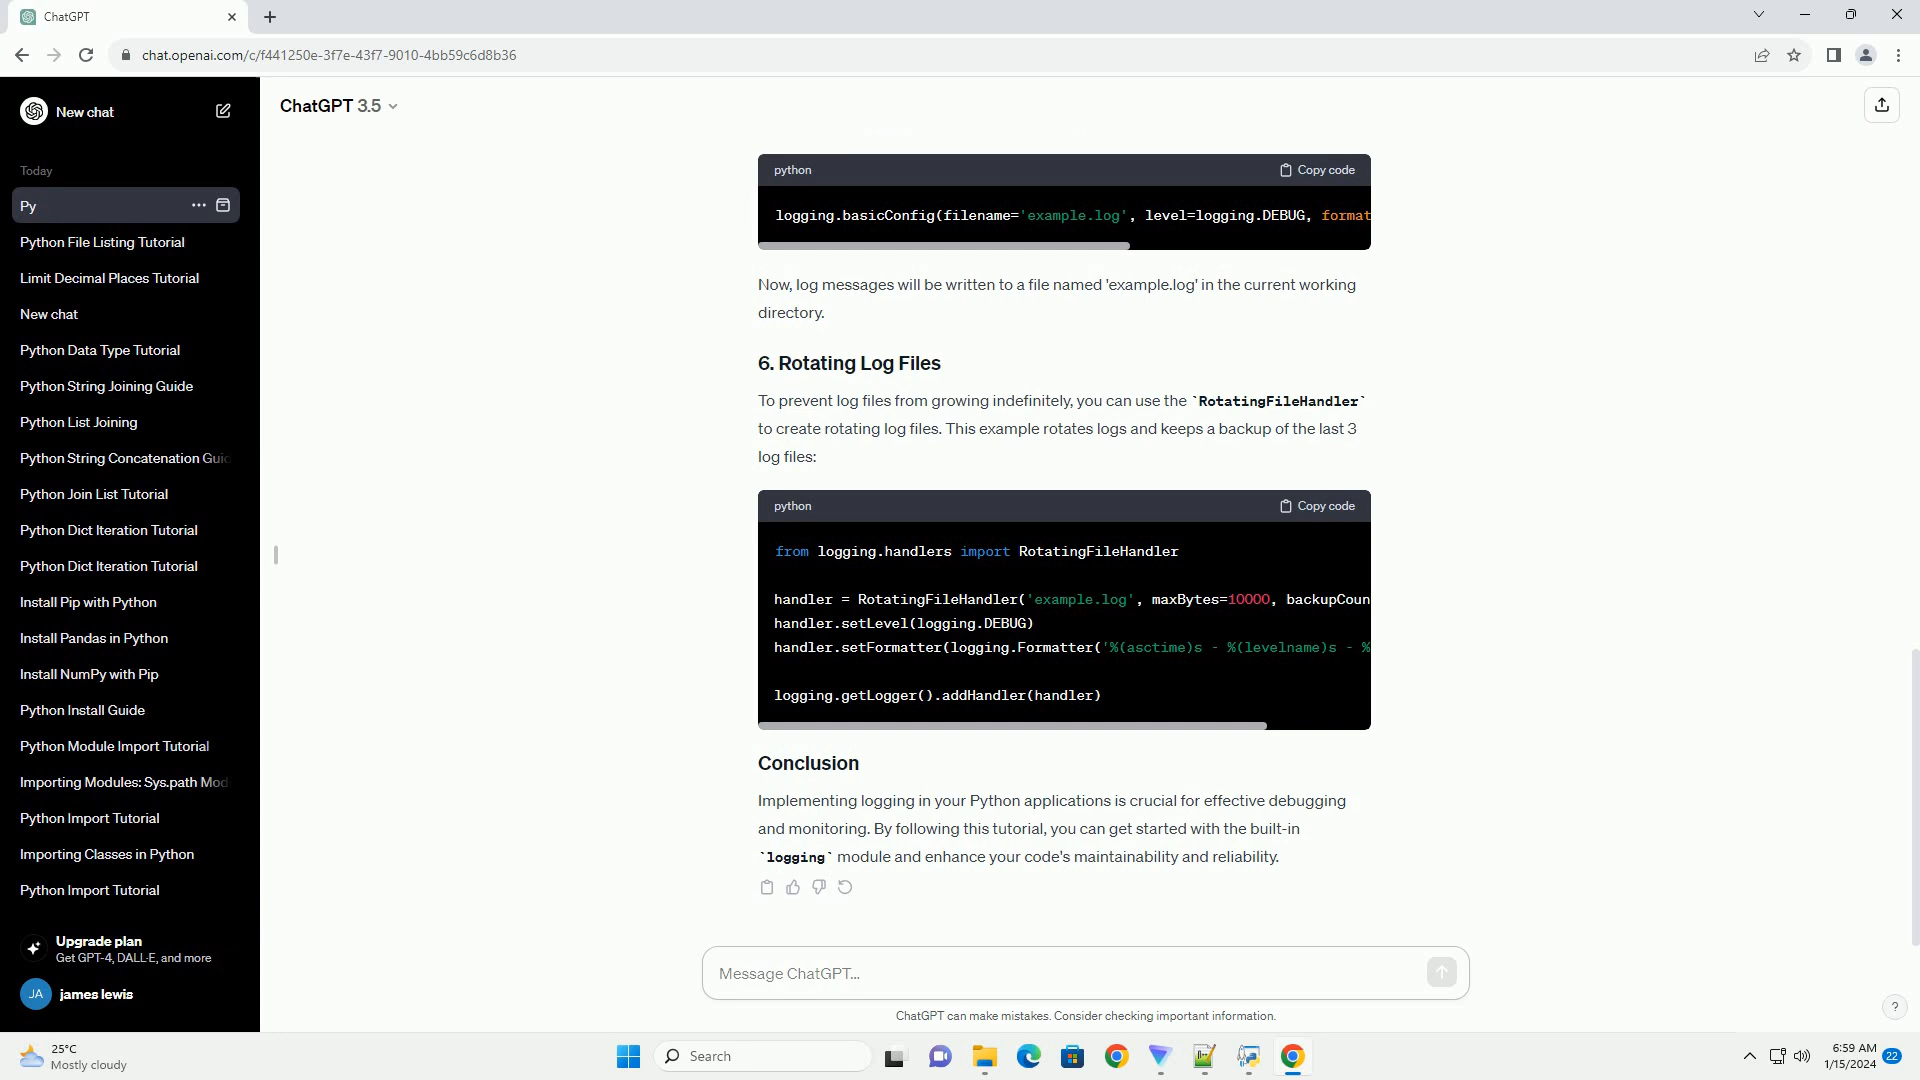 ChatGPT
chat.openai.com/c/f441250e-3f7e-43f7-9010-4bb59c6d8b36
New chat
Today
Py
Python File Listing Tutorial
Limit Decimal Places Tutorial
New chat
Python Data Type Tutorial
Python String Joining Guide
Python List Joining
Python String Concatenation Guid
Python Join List Tutorial
Python Dict Iteration Tutorial
Python Dict Iteration Tutorial
Install Pip with Python
Install Pandas in Python
Install NumPy with Pip
Python Install Guide
Python Module Import Tutorial
Importing Modules: Sys.path Mod
Python Import Tutorial
Importing Classes in Python
Python Import Tutorial
Upgrade plan
Get GPT-4, DALL·E, and more
JA james lewis
ChatGPT 3.5
python Copy code
logging.basicConfig(filename='example.log', level=logging.DEBUG, format
Now, log messages will be written to a file named 'example.log' in the current working
directory.
6. Rotating Log Files
To prevent log files from growing indefinitely, you can use the `RotatingFileHandler`
to create rotating log files. This example rotates logs and keeps a backup of the last 3
log files:
python Copy code
from logging.handlers import RotatingFileHandler
handler = RotatingFileHandler('example.log', maxBytes=10000, backupCoun
handler.setLevel(logging.DEBUG)
handler.setFormatter(logging.Formatter('%(asctime)s - %(levelname)s - %
logging.getLogger().addHandler(handler)
Conclusion
Implementing logging in your Python applications is crucial for effective debugging
and monitoring. By following this tutorial, you can get started with the built-in
`logging` module and enhance your code's maintainability and reliability.
Message ChatGPT...
ChatGPT can make mistakes. Consider checking important information.
?
25°C
Mostly cloudy
Search
6:59 AM
1/15/2024
22